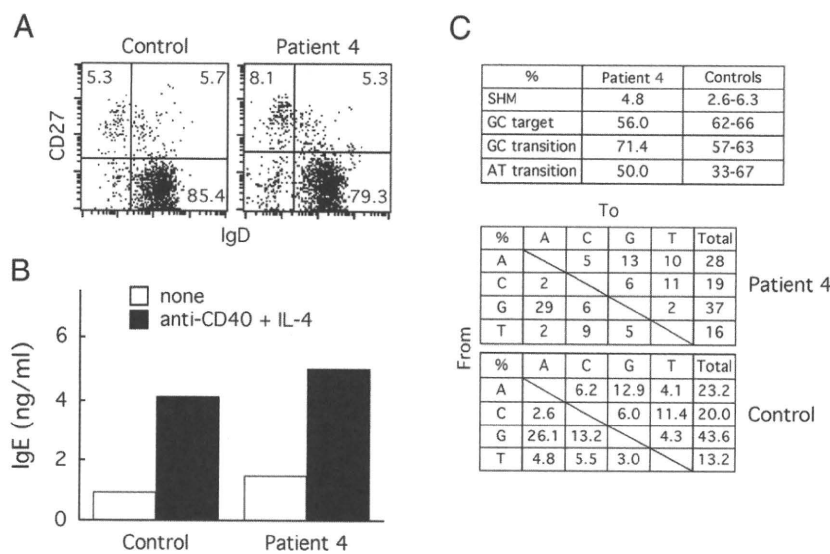 A
Control
Patient 4
5.3
5.7
8.1
5.3
85.4
79.3
CD27
IgD
B
none
anti-CD40 + IL-4
IgE (ng/ml)
6
4
2
0
Control
Patient 4
C
% Patient 4 Controls
SHM 4.8 2.6-6.3
GC target 56.0 62-66
GC transition 71.4 57-63
AT transition 50.0 33-67
To
From
% A C G T Total
A 5 13 10 28
C 2 6 11 19
G 29 6 2 37
T 2 9 5 16
Patient 4
% A C G T Total
A 6.2 12.9 4.1 23.2
C 2.6 6.0 11.4 20.0
G 26.1 13.2 4.3 43.6
T 4.8 5.5 3.0 13.2
Control